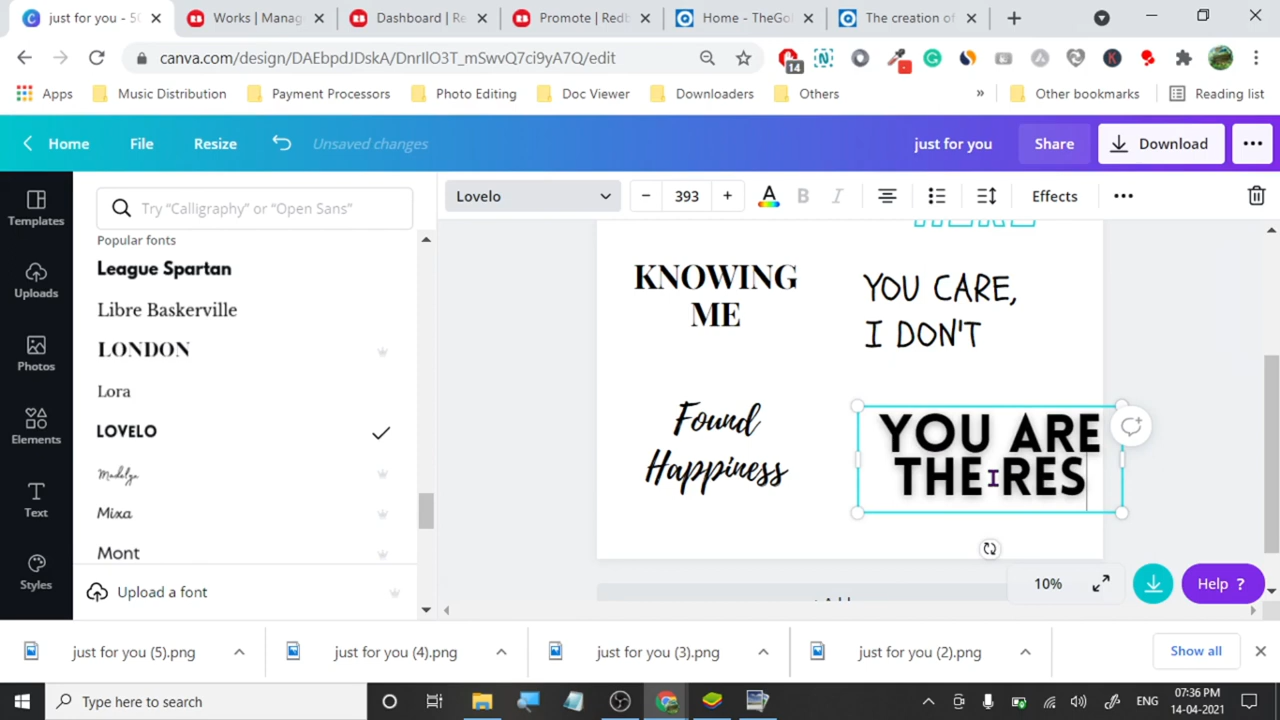 just for you - 50
Works | Manag
Dashboard | Re
Promote | Redb
Home - TheGol
The creation of
canva.com/design/DAEbpdJDskA/DnrIlO3T_mSwvQ7ci9yA7Q/edit
14
Apps
Music Distribution
Payment Processors
Photo Editing
Doc Viewer
Downloaders
Others
»
Other bookmarks
Reading list
Home
File
Resize
Unsaved changes
just for you
Share
Download
Templates
Uploads
Photos
Elements
Text
Styles
Try “Calligraphy” or “Open Sans”
Popular fonts
League Spartan
Libre Baskerville
LONDON
Lora
LOVELO
Madelyn
Mixa
Mont
Upload a font
Lovelo
− 393 +
A B I
Effects
HERE
KNOWING
ME
YOU CARE,
I DON'T
Found
Happiness
YOU ARE
THE RES
10%
Help ?
just for you (5).png
just for you (4).png
just for you (3).png
just for you (2).png
Show all
Type here to search
ENG
07:36 PM
14-04-2021